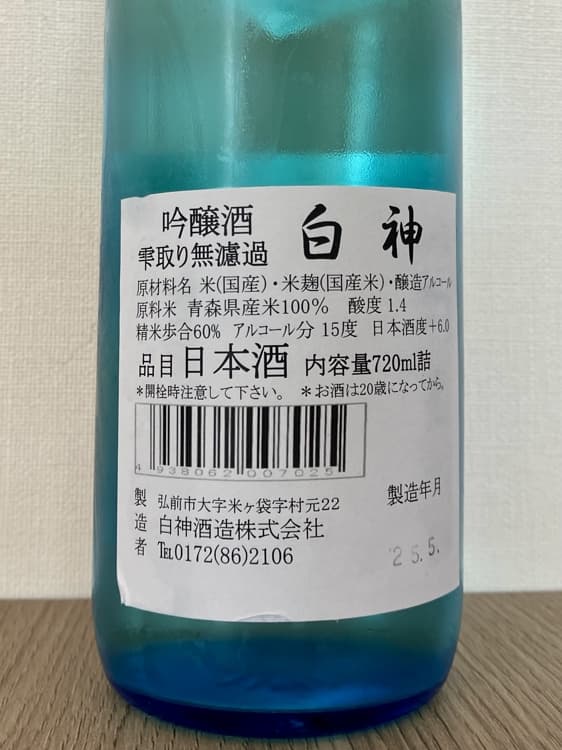 吟醸酒
雫取り無濾過
白神
原材料名 米(国産)・米麹(国産米)・醸造アルコール
原料米 青森県産米100% 酸度 1.4
精米歩合60% アルコール分 15度 日本酒度+6.0
品目日本酒 内容量720ml詰
*開栓時注意して下さい。 *お酒は20歳になってから。
4 938062 007025
製造者
弘前市大字米ヶ袋字村元22
白神酒造株式会社
℡0172(86)2106
製造年月
25.5.